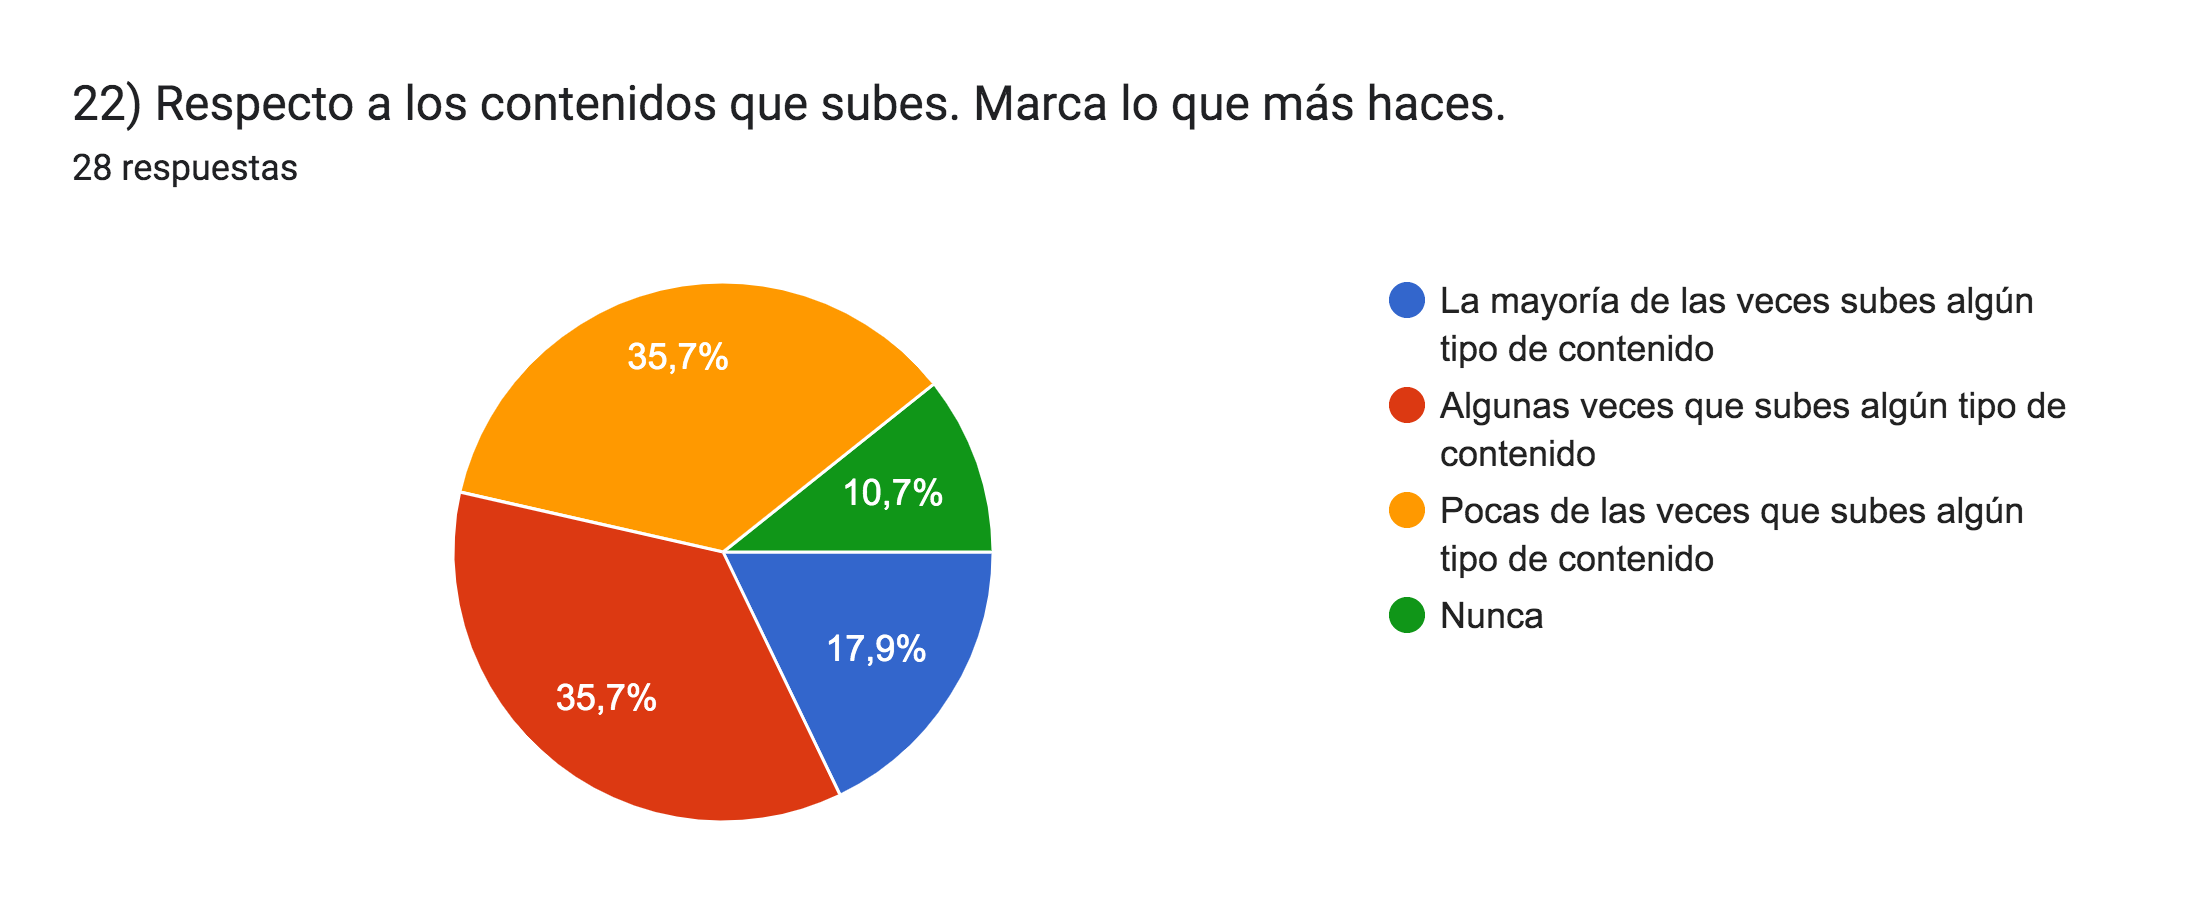 22) Respecto a los contenidos que subes. Marca lo que más haces.
28 respuestas
35,7%
10,7%
17,9%
35,7%
La mayoría de las veces subes algún
tipo de contenido
Algunas veces que subes algún tipo de
contenido
Pocas de las veces que subes algún
tipo de contenido
Nunca